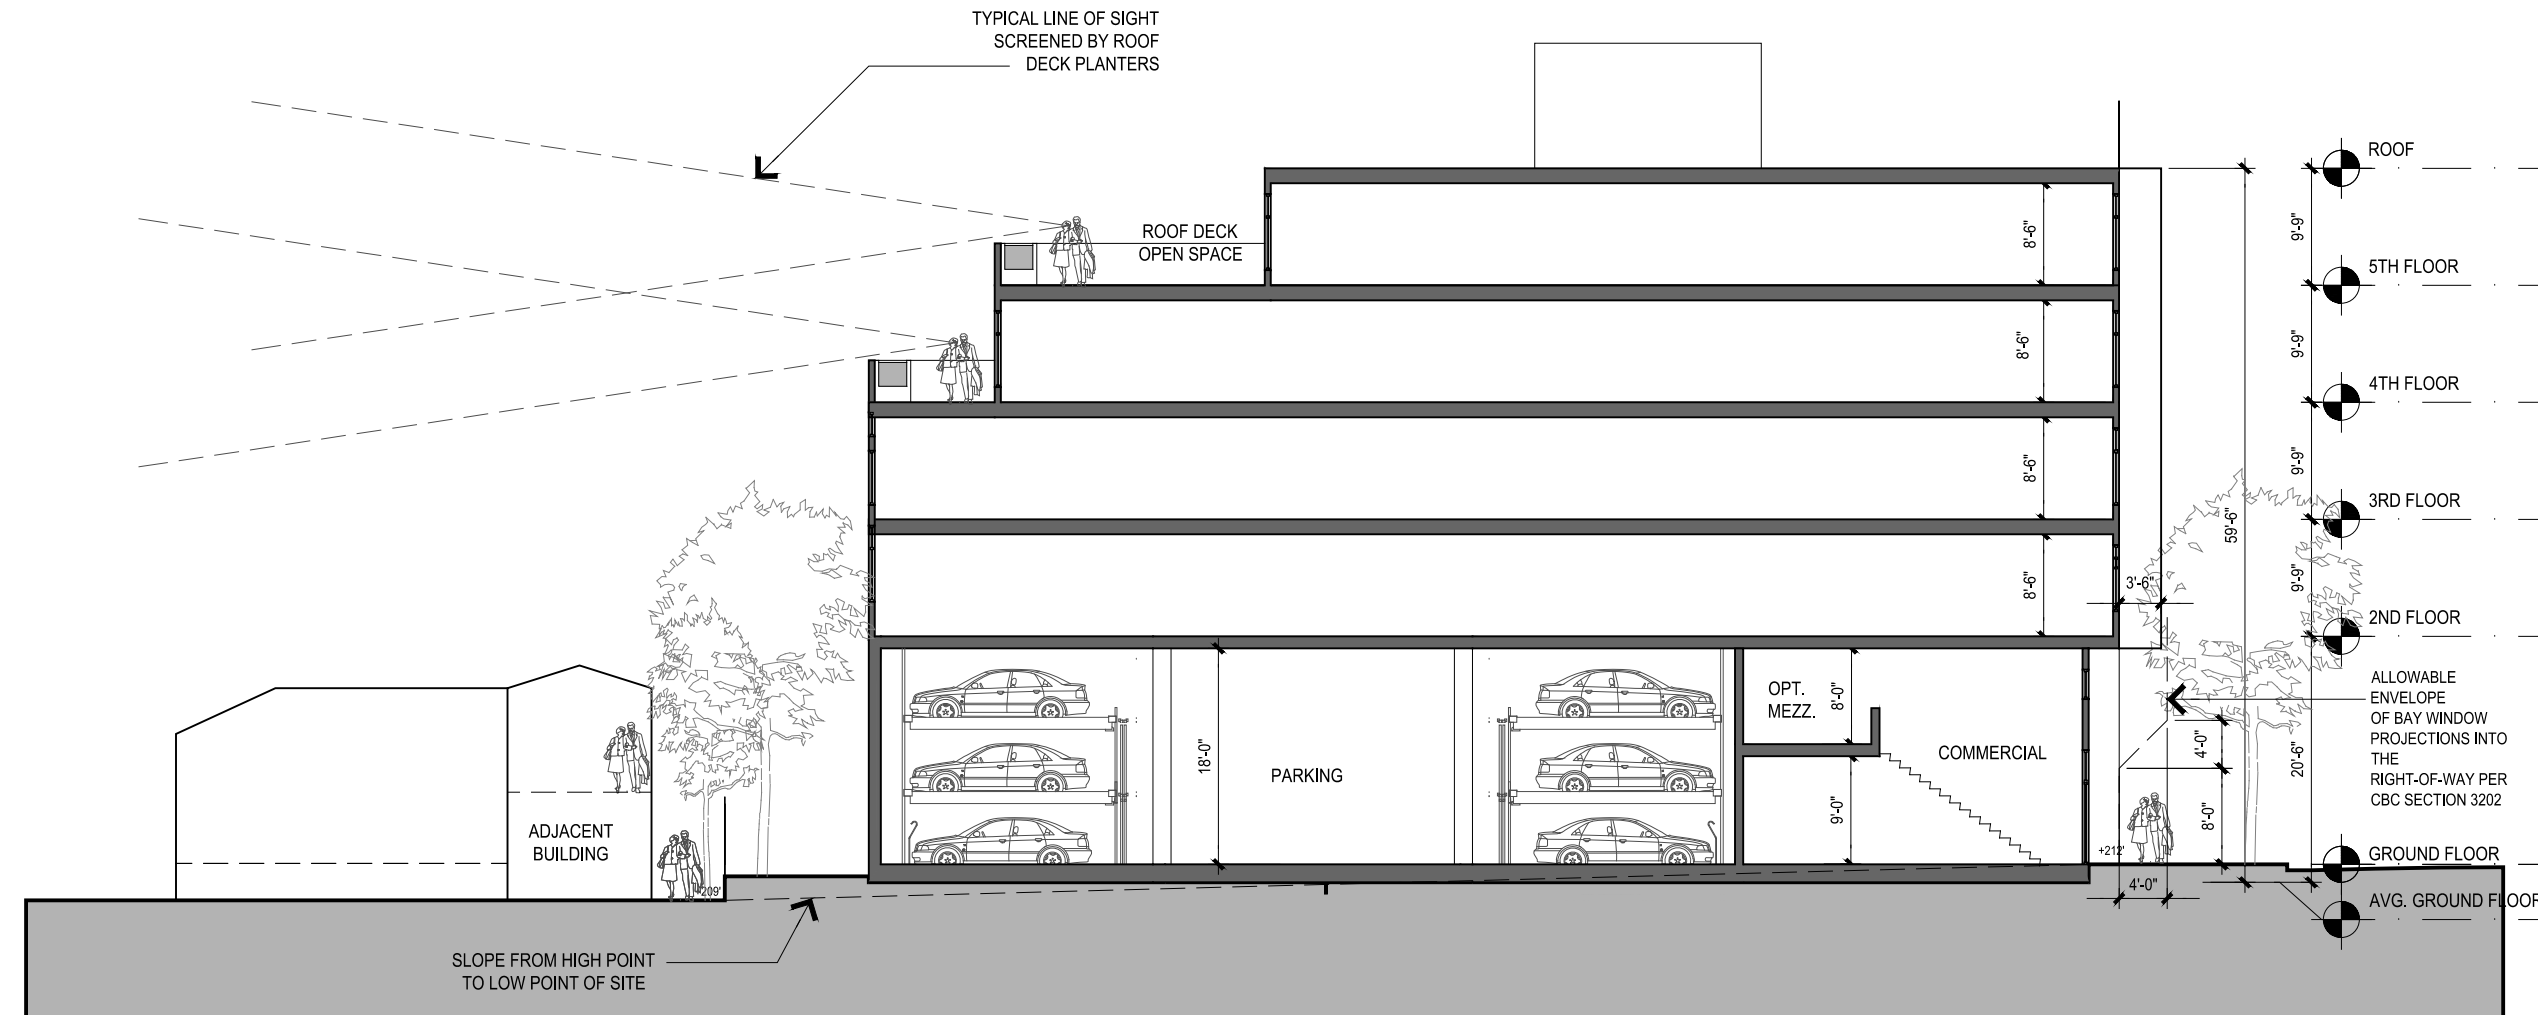 TYPICAL LINE OF SIGHT
SCREENED BY ROOF
DECK PLANTERS
ROOF
9'-9"
8'-6"
ROOF DECK
OPEN SPACE
5TH FLOOR
9'-9"
8'-6"
4TH FLOOR
9'-9"
8'-6"
3RD FLOOR
59'-6"
9'-9"
8'-6"
3'-6"
2ND FLOOR
ALLOWABLE
ENVELOPE
OF BAY WINDOW
PROJECTIONS INTO
THE
RIGHT-OF-WAY PER
CBC SECTION 3202
OPT.
MEZZ.
8'-0"
COMMERCIAL
4'-0"
20'-6"
18'-0"
PARKING
9'-0"
8'-0"
ADJACENT
BUILDING
+212'
GROUND FLOOR
+209'
4'-0"
AVG. GROUND FLOOR
SLOPE FROM HIGH POINT
TO LOW POINT OF SITE